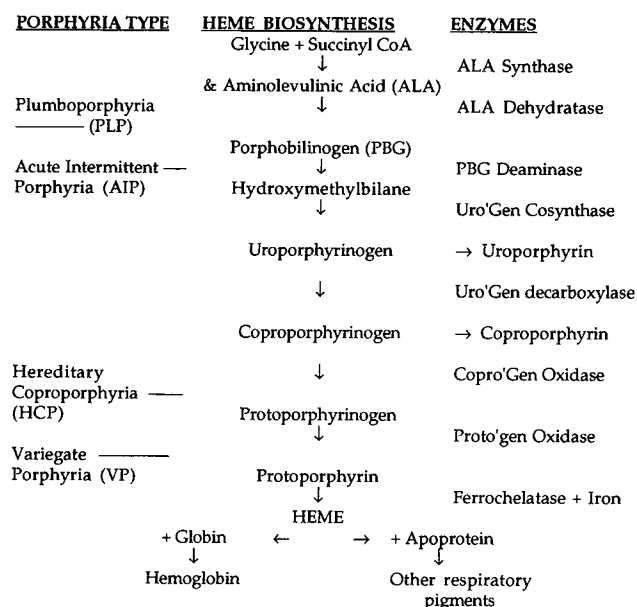 PORPHYRIA TYPE HEME BIOSYNTHESIS ENZYMES
Glycine + Succinyl CoA
↓ ALA Synthase
& Aminolevulinic Acid (ALA)
Plumboporphyria ↓ ALA Dehydratase
——— (PLP)
Porphobilinogen (PBG)
Acute Intermittent — ↓ PBG Deaminase
Porphyria (AIP) Hydroxymethylbilane
↓ Uro'Gen Cosynthase
Uroporphyrinogen → Uroporphyrin
↓ Uro'Gen decarboxylase
Coproporphyrinogen → Coproporphyrin
Hereditary ↓ Copro'Gen Oxidase
Coproporphyria ——
(HCP) Protoporphyrinogen
↓ Proto'gen Oxidase
Variegate ———
Porphyria (VP) Protoporphyrin
↓ Ferrochelatase + Iron
HEME
+ Globin ← → + Apoprotein
↓ ↓
Hemoglobin Other respiratory
pigments